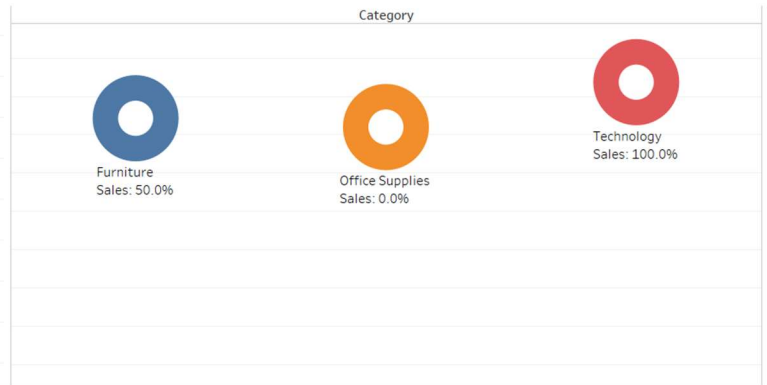 Category
Furniture
Sales: 50.0%
Office Supplies
Sales: 0.0%
Technology
Sales: 100.0%